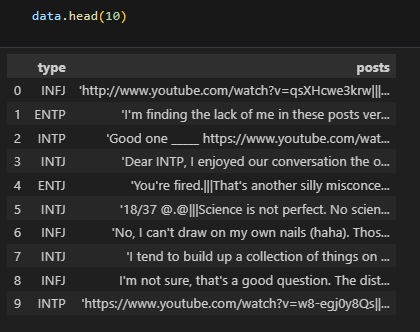 data.head(10)
type posts
0 INFJ 'http://www.youtube.com/watch?v=qsXHcwe3krw|||...
1 ENTP 'I'm finding the lack of me in these posts ver...
2 INTP 'Good one _____ https://www.youtube.com/wat...
3 INTJ 'Dear INTP, I enjoyed our conversation the o...
4 ENTJ 'You're fired.|||That's another silly misconce...
5 INTJ '18/37 @.@|||Science is not perfect. No scien...
6 INFJ 'No, I can't draw on my own nails (haha). Thos...
7 INTJ 'I tend to build up a collection of things on ...
8 INFJ I'm not sure, that's a good question. The dist...
9 INTP 'https://www.youtube.com/watch?v=w8-egj0y8Qs||...